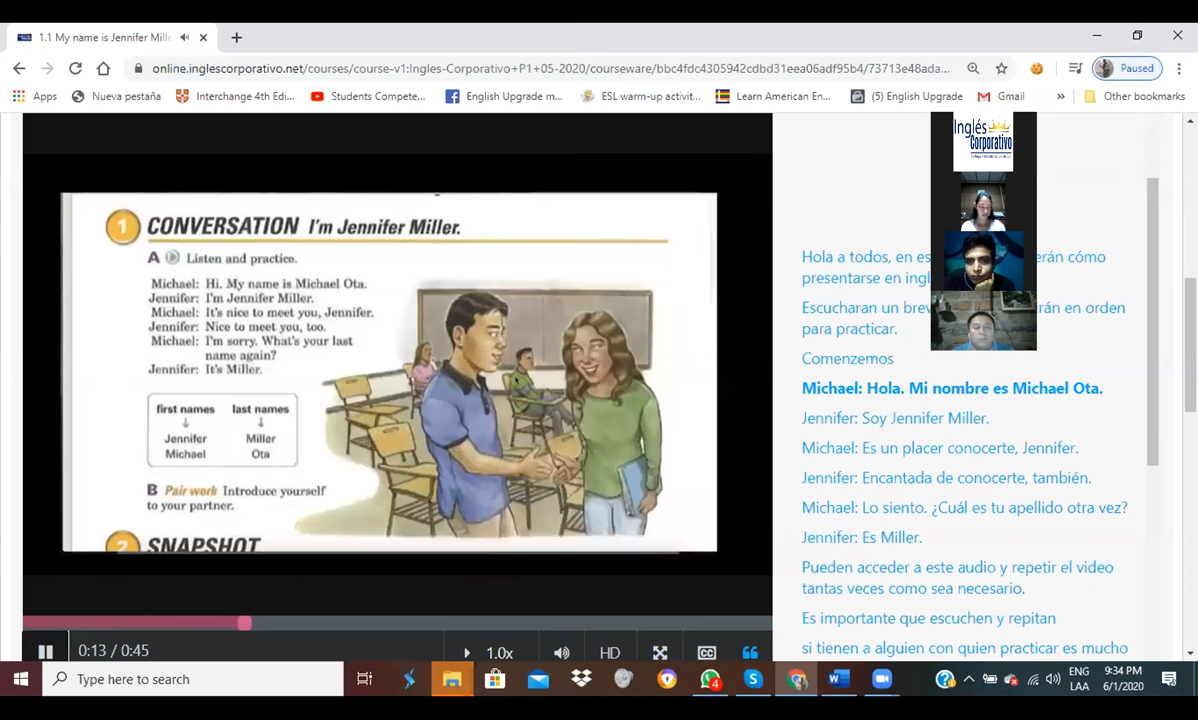 1.1 My name is Jennifer Mille
online.inglescorporativo.net/courses/course-v1:Ingles-Corporativo+P1+05-2020/courseware/bbc4fdc4305942cdbd31eea06adf95b4/73713e48ada...
Paused
Apps
Nueva pestaña
Interchange 4th Edi...
Students Compete...
English Upgrade m...
ESL warm-up activit...
Learn American En...
(5) English Upgrade
Gmail
»
Other bookmarks
Inglés
Corporativo
1 CONVERSATION I'm Jennifer Miller.
A Listen and practice.
Michael: Hi. My name is Michael Ota.
Jennifer: I'm Jennifer Miller.
Michael: It's nice to meet you, Jennifer.
Jennifer: Nice to meet you, too.
Michael: I'm sorry. What's your last
name again?
Jennifer: It's Miller.
first names last names
Jennifer Miller
Michael Ota
B Pair work Introduce yourself
to your partner.
2 SNAPSHOT
Hola a todos, en es erán cómo
presentarse en ingl
Escucharan un brev rán en orden
para practicar.
Comenzemos
Michael: Hola. Mi nombre es Michael Ota.
Jennifer: Soy Jennifer Miller.
Michael: Es un placer conocerte, Jennifer.
Jennifer: Encantada de conocerte, también.
Michael: Lo siento. ¿Cuál es tu apellido otra vez?
Jennifer: Es Miller.
Pueden acceder a este audio y repetir el video
tantas veces como sea necesario.
Es importante que escuchen y repitan
si tienen a alguien con quien practicar es mucho
0:13 / 0:45
1.0x
HD
CC
Type here to search
4
ENG
LAA
9:34 PM
6/1/2020